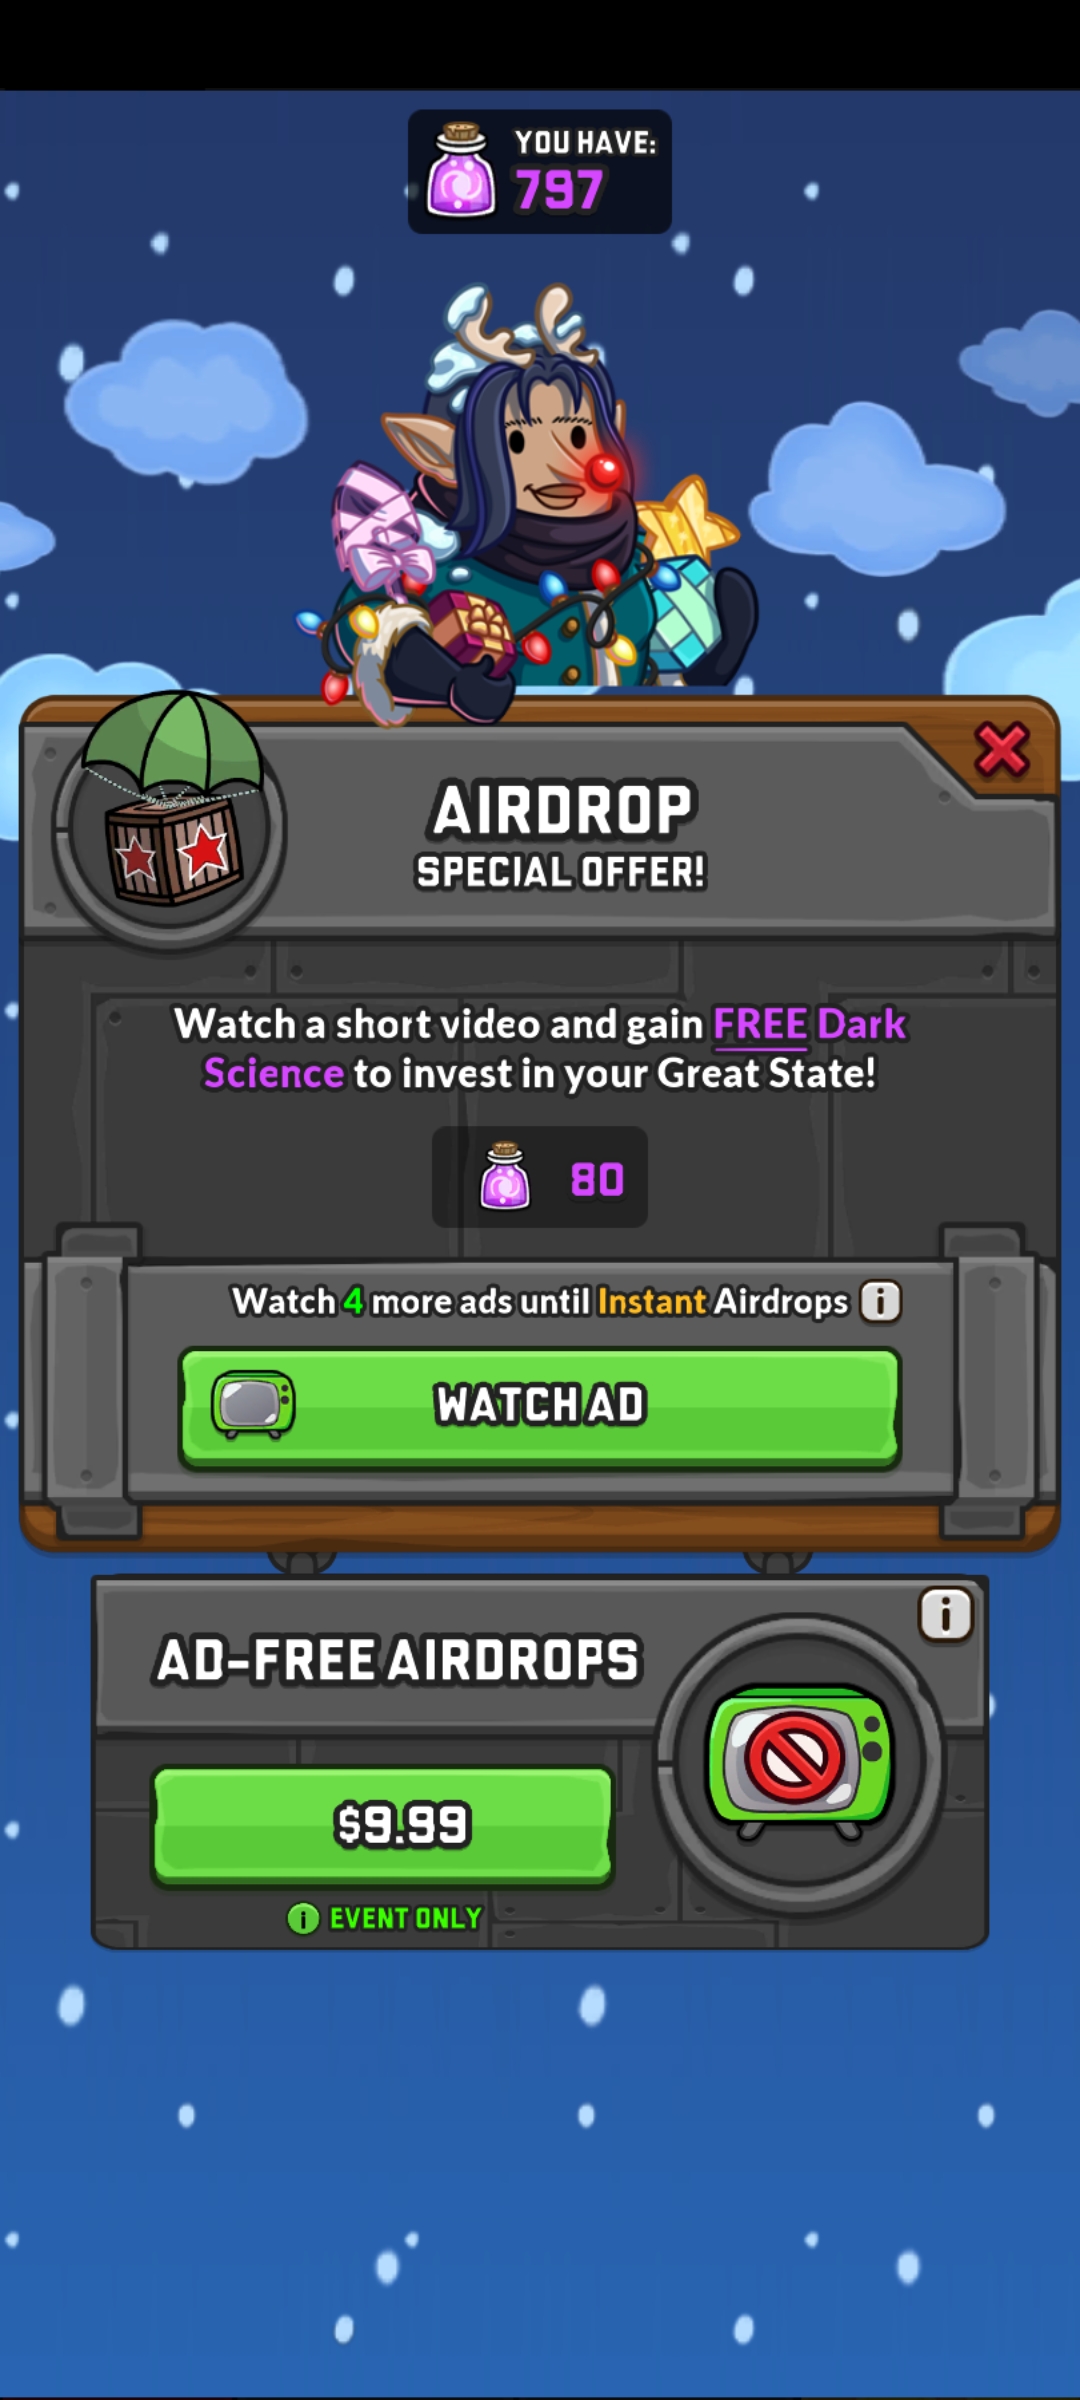 YOU HAVE:
797
AIRDROP
SPECIAL OFFER!
Watch a short video and gain FREE Dark
Science to invest in your Great State!
80
Watch 4 more ads until Instant Airdrops i
WATCH AD
i
AD-FREE AIRDROPS
$9.99
i EVENT ONLY